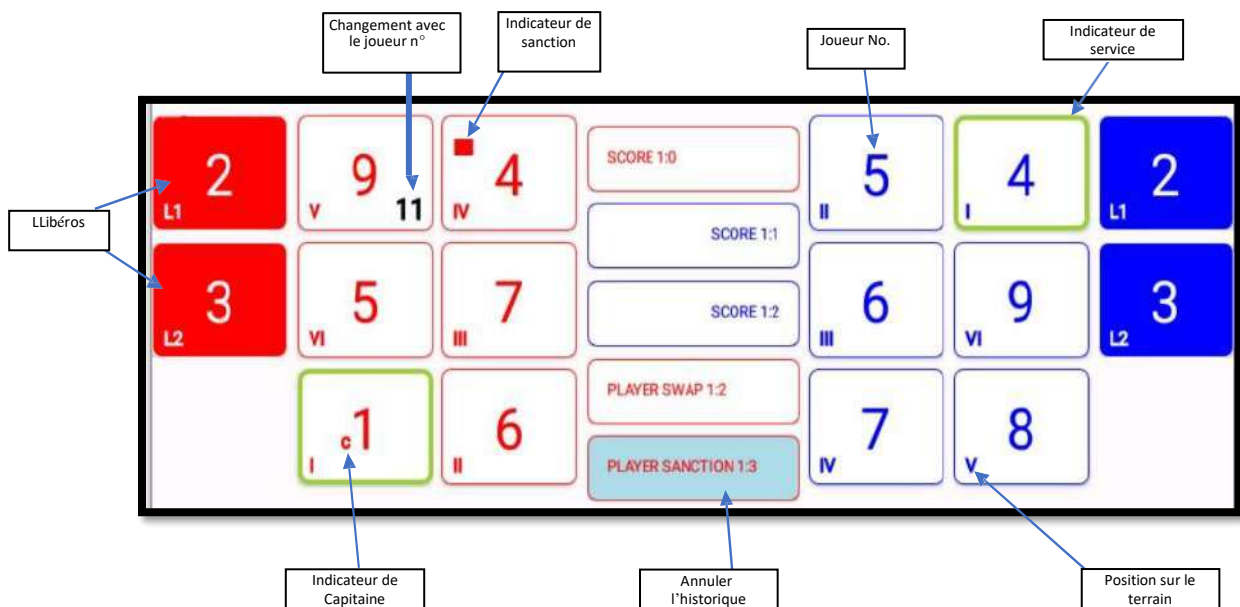 Changement avec
le joueur n°
Indicateur de
sanction
Joueur No.
Indicateur de
service
LLibéros
2
L1
9
V
11
4
IV
SCORE 1:0
5
II
4
I
2
L1
SCORE 1:1
3
L2
5
VI
7
III
SCORE 1:2
6
III
9
VI
3
L2
c1
I
6
II
PLAYER SWAP 1:2
PLAYER SANCTION 1:3
7
IV
8
V
Indicateur de
Capitaine
Annuler
l'historique
Position sur le
terrain